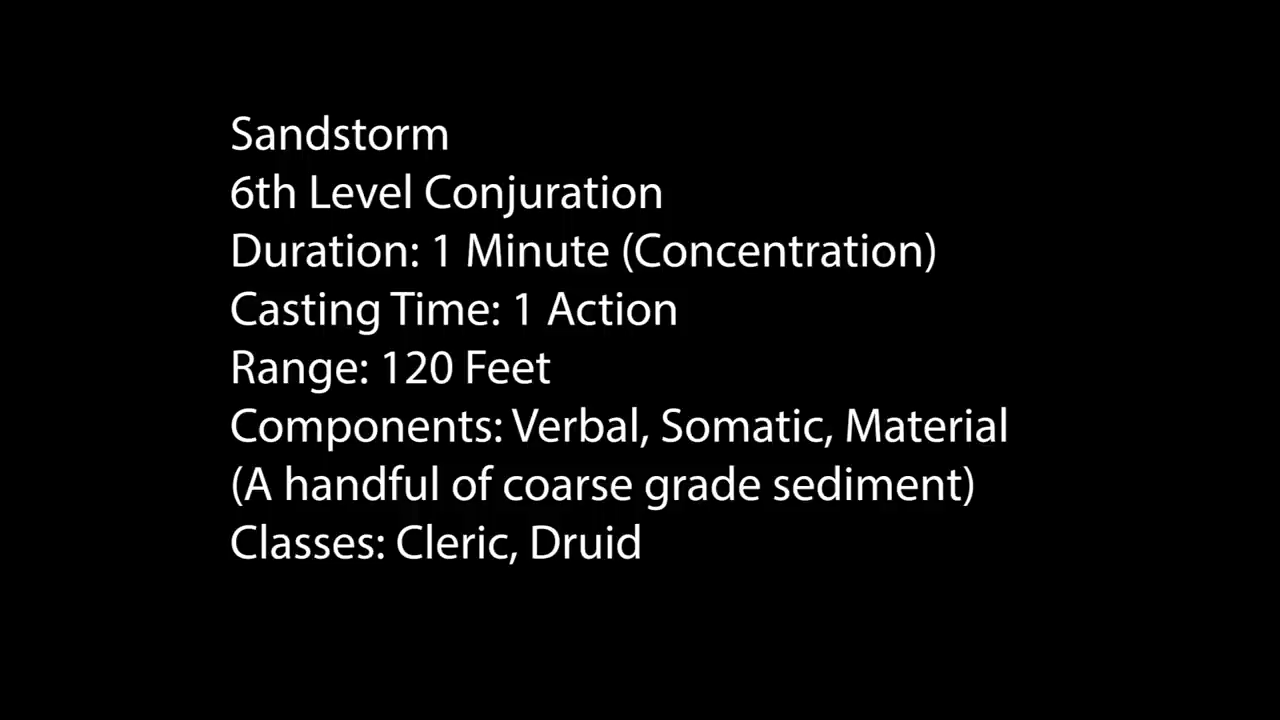 Sandstorm
6th Level Conjuration
Duration: 1 Minute (Concentration)
Casting Time: 1 Action
Range: 120 Feet
Components: Verbal, Somatic, Material
(A handful of coarse grade sediment)
Classes: Cleric, Druid